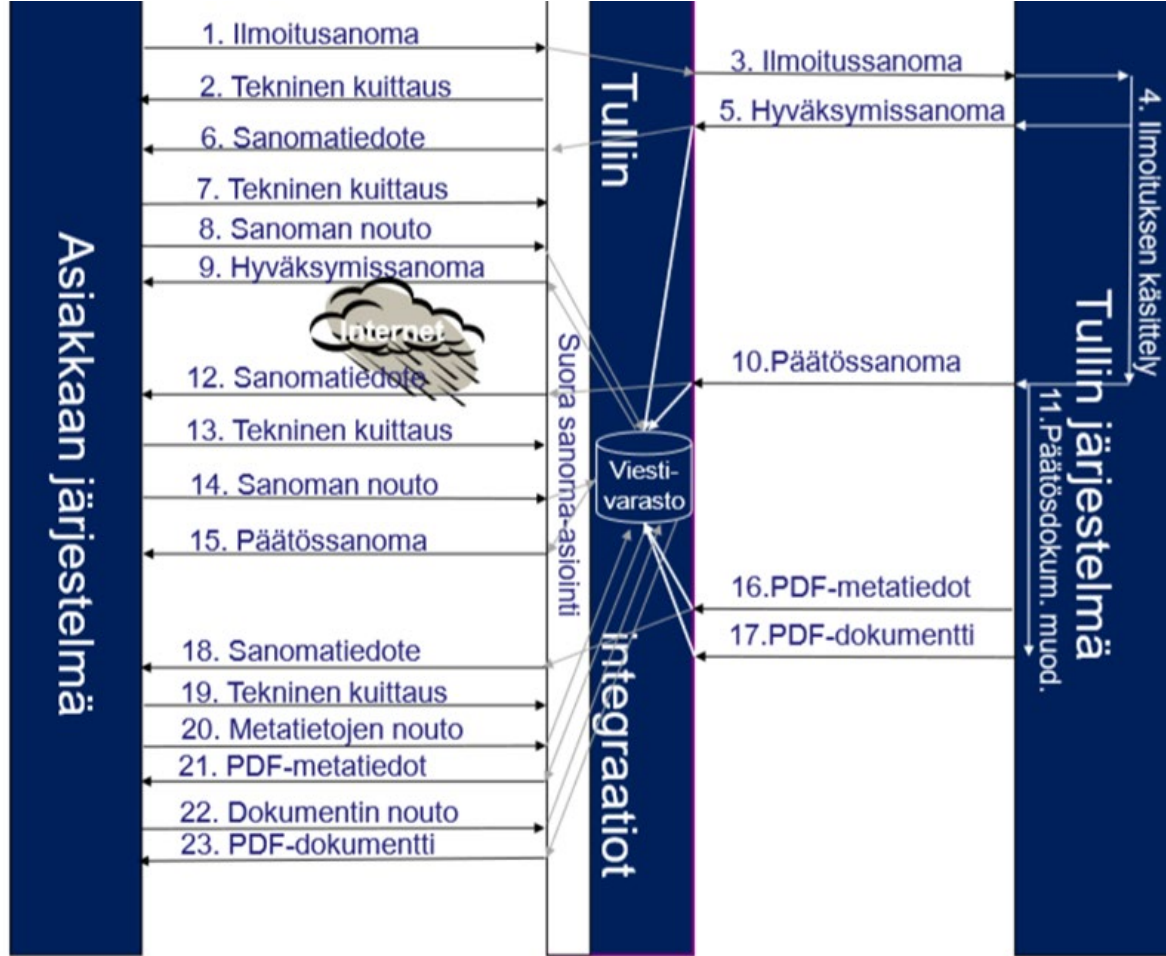 Asiakkaan järjestelmä
1. Ilmoitusanoma
2. Tekninen kuittaus
6. Sanomatiedote
7. Tekninen kuittaus
8. Sanoman nouto
9. Hyväksymissanoma
Internet
12. Sanomatiedote
13. Tekninen kuittaus
14. Sanoman nouto
15. Päätössanoma
18. Sanomatiedote
19. Tekninen kuittaus
20. Metatietojen nouto
21. PDF-metatiedot
22. Dokumentin nouto
23. PDF-dokumentti
Suora sanoma-asiointi
Tullin integraatiot
Viesti-
varasto
3. Ilmoitussanoma
5. Hyväksymissanoma
10.Päätössanoma
16.PDF-metatiedot
17.PDF-dokumentti
4. Ilmoituksen käsittely
11.Päätösdokum. muod.
Tullin järjestelmä